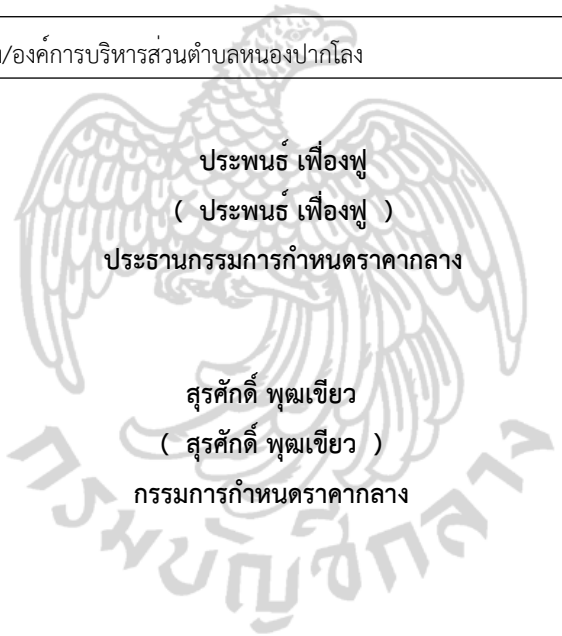 /องค์การบริหารส่วนตำบลหนองปากโลง
ประพนธ์ เฟื่องฟู
( ประพนธ์ เฟื่องฟู )
ประธานกรรมการกำหนดราคากลาง
สุรศักดิ์ พุฒเขียว
( สุรศักดิ์ พุฒเขียว )
กรรมการกำหนดราคากลาง
กรมบัญชีกลาง